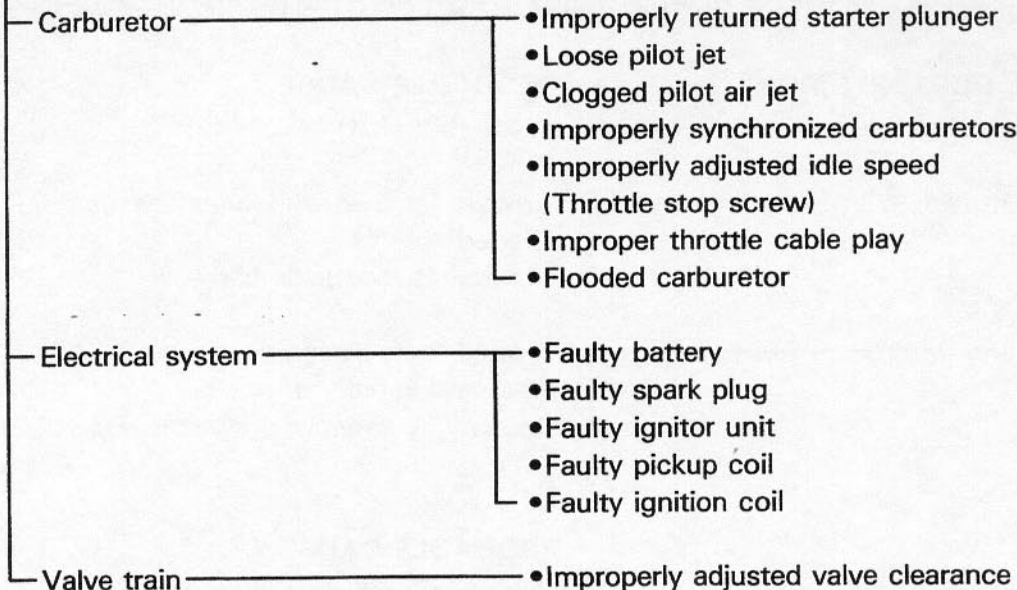 Carburetor
•Improperly returned starter plunger
•Loose pilot jet
•Clogged pilot air jet
•Improperly synchronized carburetors
•Improperly adjusted idle speed
(Throttle stop screw)
•Improper throttle cable play
•Flooded carburetor
Electrical system
•Faulty battery
•Faulty spark plug
•Faulty ignitor unit
•Faulty pickup coil
•Faulty ignition coil
Valve train
•Improperly adjusted valve clearance